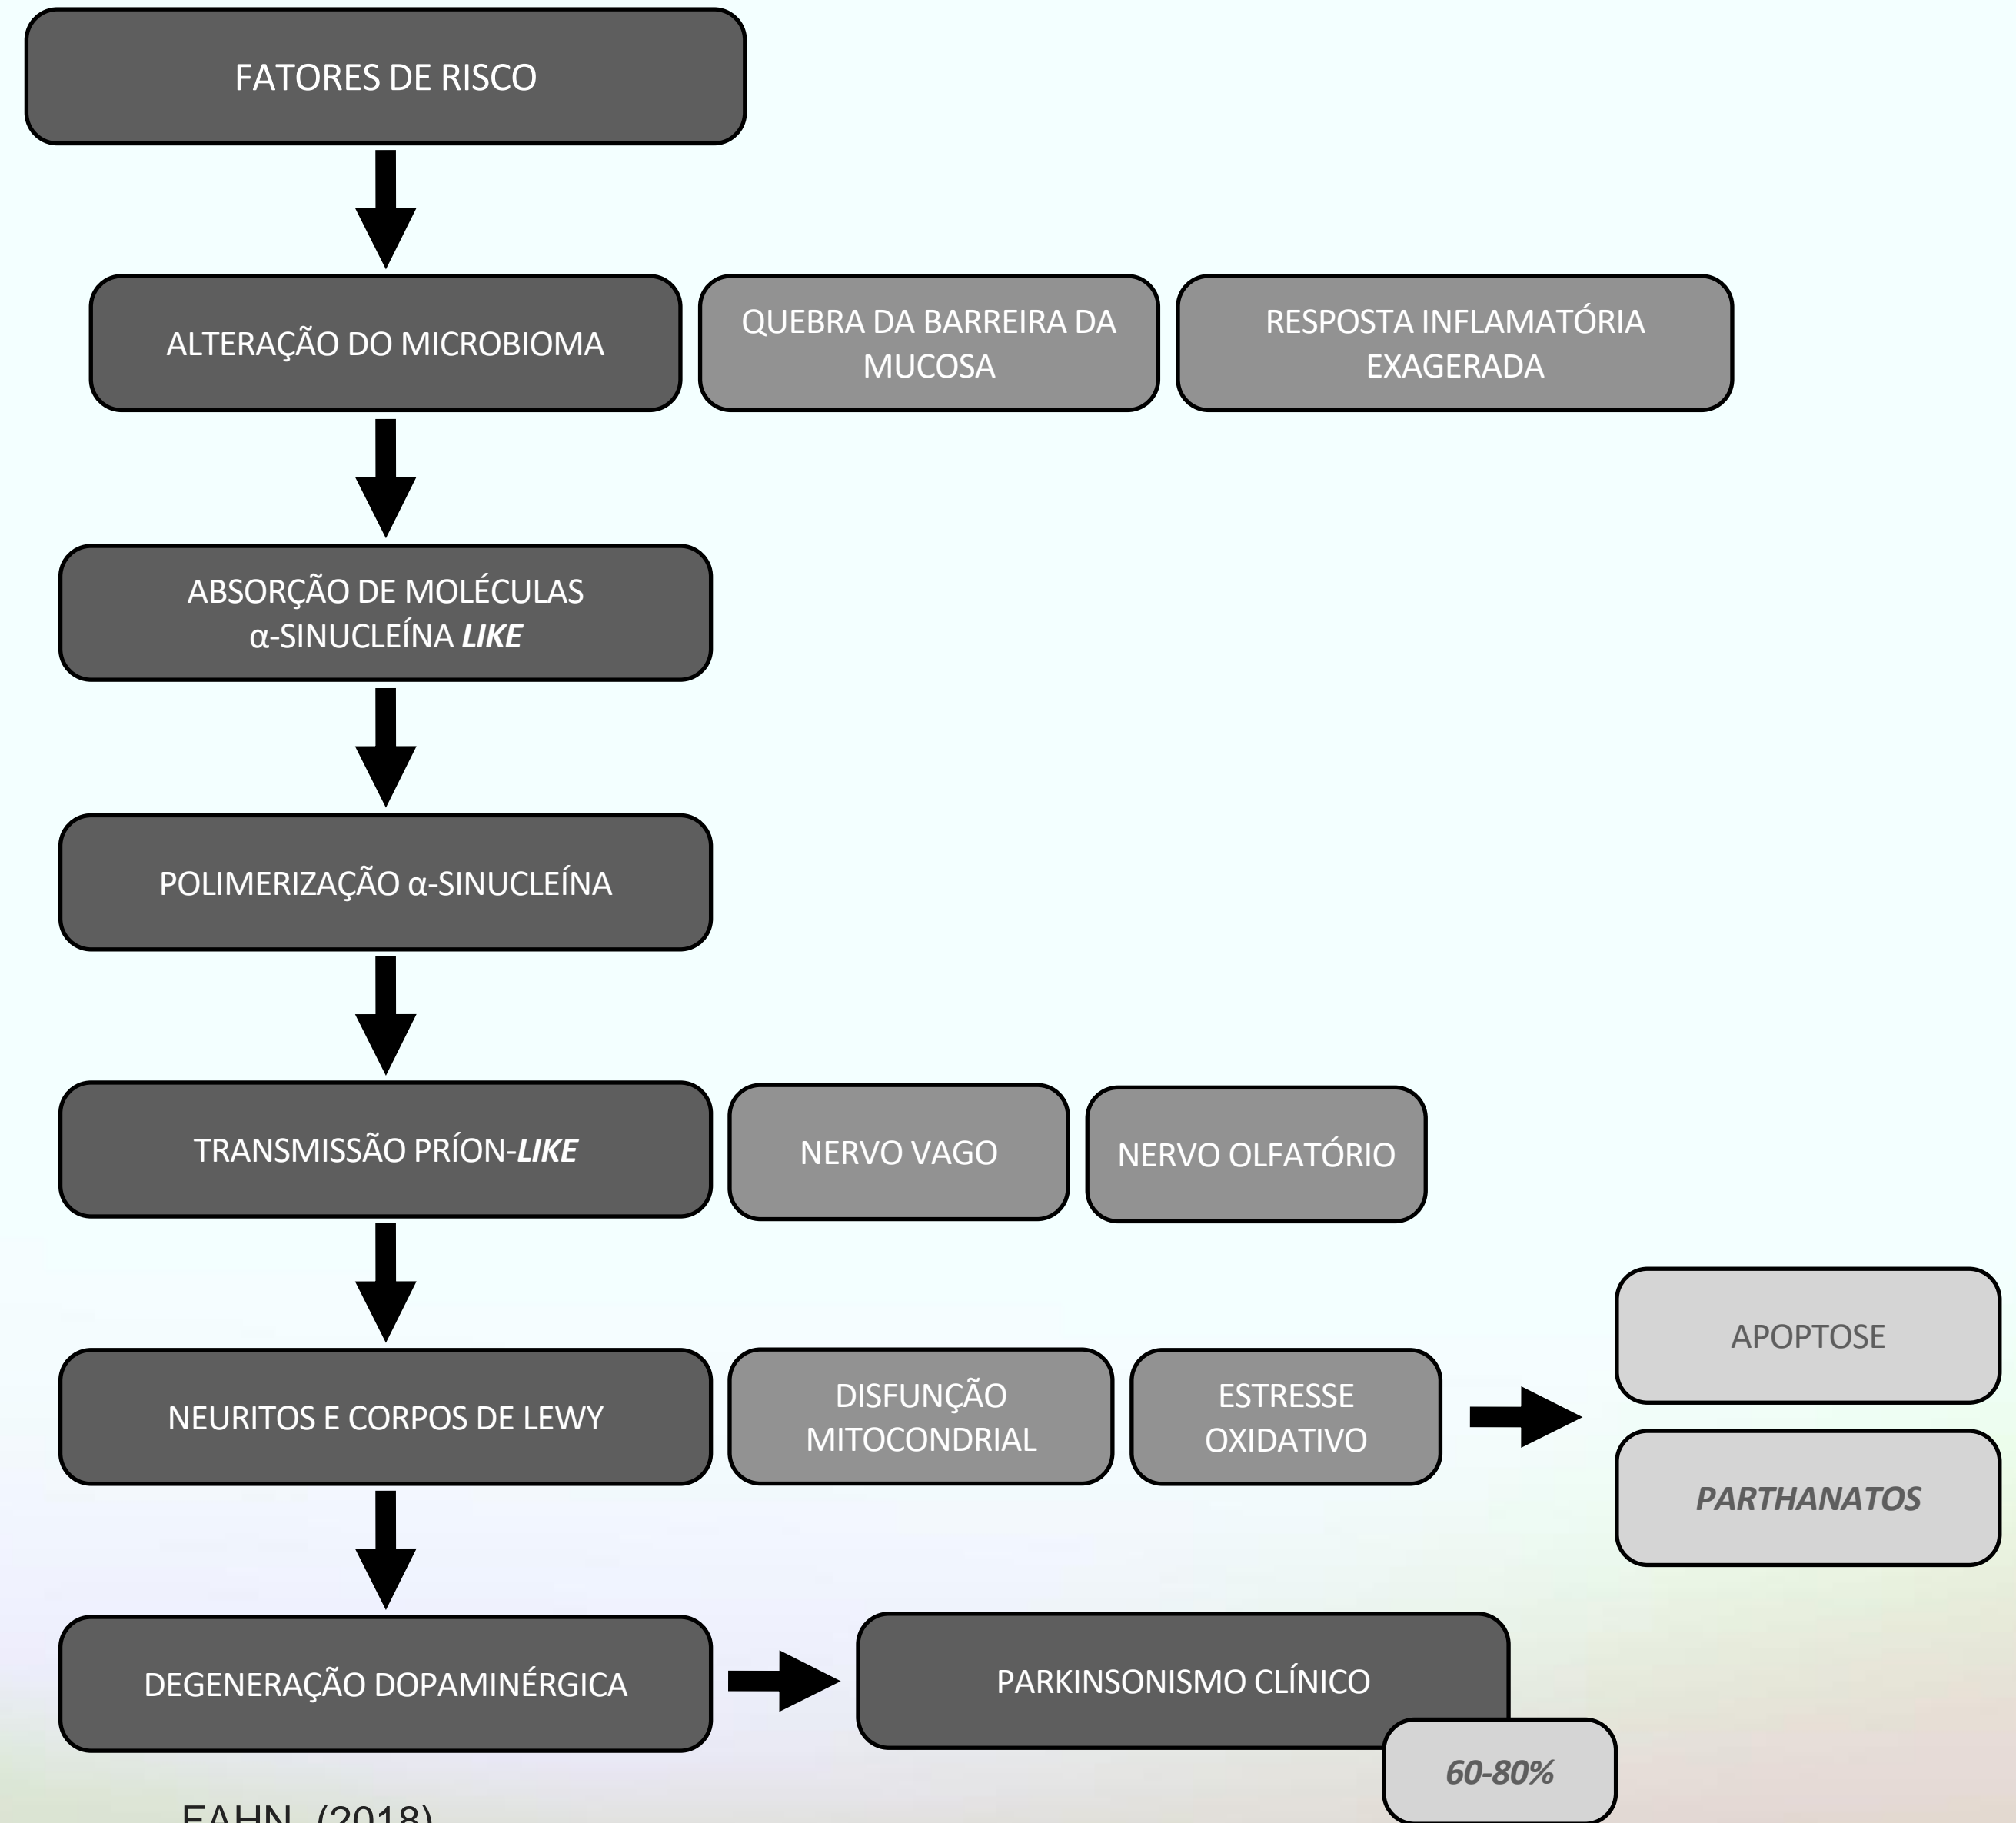 FATORES DE RISCO
ALTERAÇÃO DO MICROBIOMA
QUEBRA DA BARREIRA DA
MUCOSA
RESPOSTA INFLAMATÓRIA
EXAGERADA
ABSORÇÃO DE MOLÉCULAS
α-SINUCLEÍNA LIKE
POLIMERIZAÇÃO α-SINUCLEÍNA
TRANSMISSÃO PRÍON-LIKE
NERVO VAGO
NERVO OLFATÓRIO
NEURITOS E CORPOS DE LEWY
DISFUNÇÃO
MITOCONDRIAL
ESTRESSE
OXIDATIVO
APOPTOSE
PARTHANATOS
DEGENERAÇÃO DOPAMINÉRGICA
PARKINSONISMO CLÍNICO
60-80%
(2018)